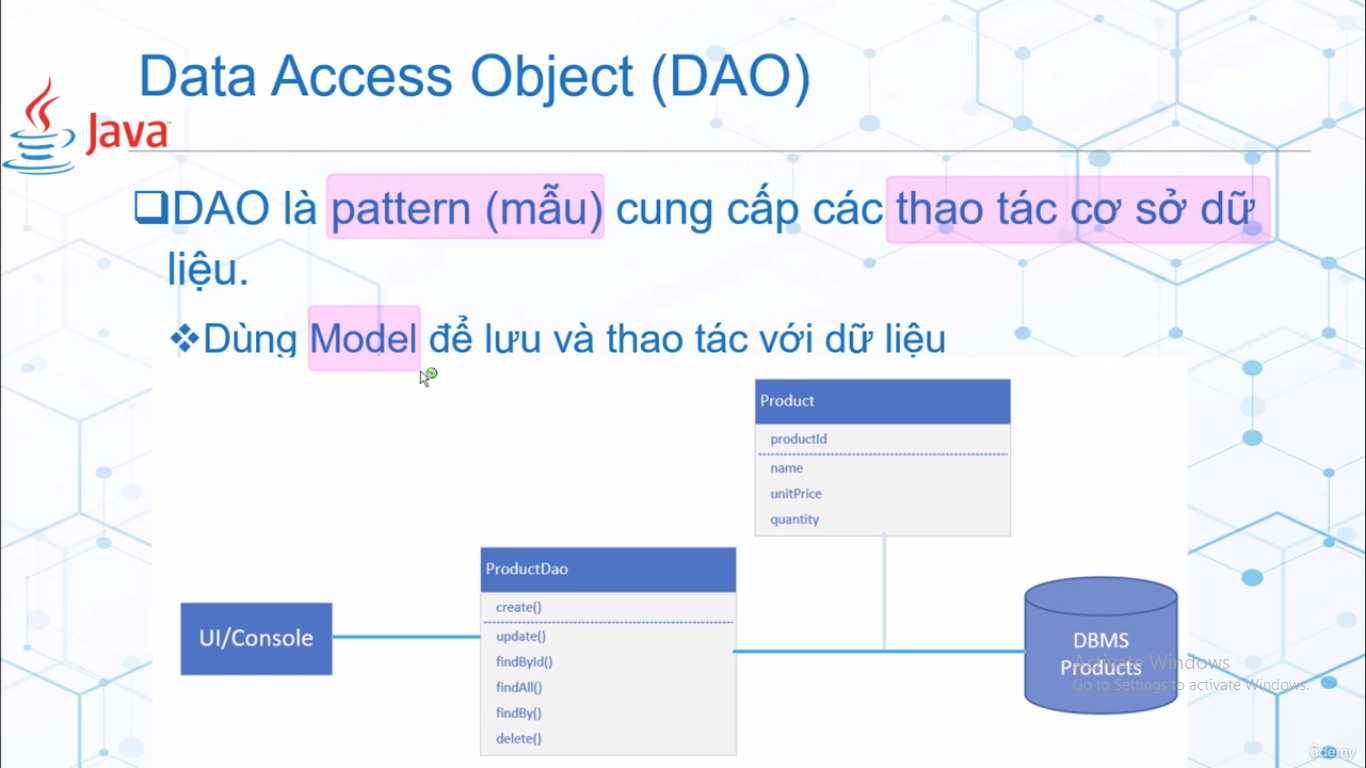 Data Access Object (DAO)
Java
❑DAO là pattern (mẫu) cung cấp các thao tác cơ sở dữ
liệu.
❖Dùng Model để lưu và thao tác với dữ liệu
Product
productId
name
unitPrice
quantity
ProductDao
create()
update()
findById()
findAll()
findBy()
delete()
UI/Console
DBMS
Products
Activate Windows
Go to Settings to activate Windows.
ûdemy